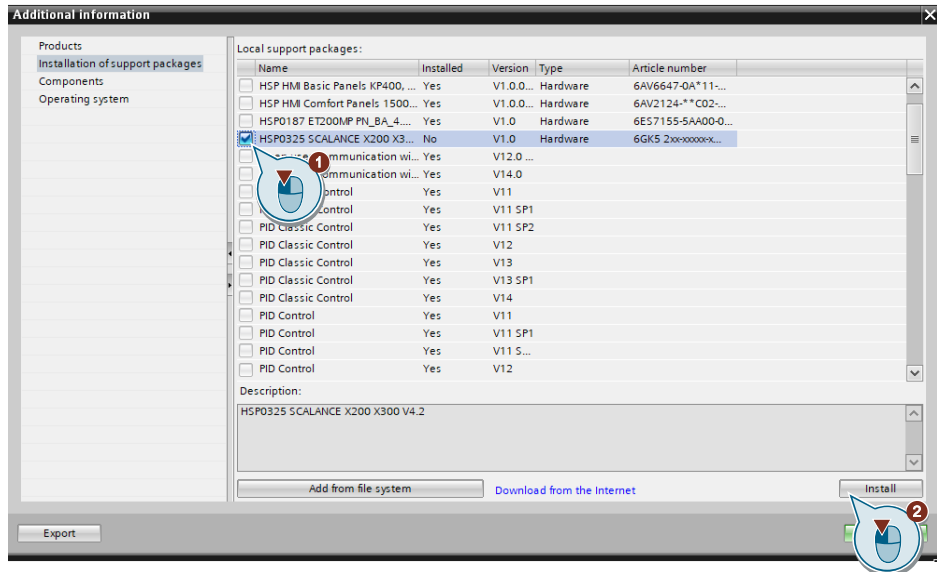 Additional information
Products
Installation of support packages
Components
Operating system
Local support packages:
Name Installed Version Type Article number
HSP HMI Basic Panels KP400, ... Yes V1.0.0... Hardware 6AV6647-0A*11-...
HSP HMI Comfort Panels 1500... Yes V1.0.0... Hardware 6AV2124-**C02-...
HSP0187 ET200MP PN_BA_4.... Yes V1.0 Hardware 6ES7155-5AA00-0...
HSP0325 SCALANCE X200 X3... No V1.0 Hardware 6GK5 2xx-xxxxx-x...
1
communication wi... Yes V12.0 ...
communication wi... Yes V14.0
Control Yes V11
Control Yes V11 SP1
PID Classic Control Yes V11 SP2
PID Classic Control Yes V12
PID Classic Control Yes V13
PID Classic Control Yes V13 SP1
PID Classic Control Yes V14
PID Control Yes V11
PID Control Yes V11 SP1
PID Control Yes V11 S...
PID Control Yes V12
Description:
HSP0325 SCALANCE X200 X300 V4.2
Add from file system Download from the Internet Install
2
Export